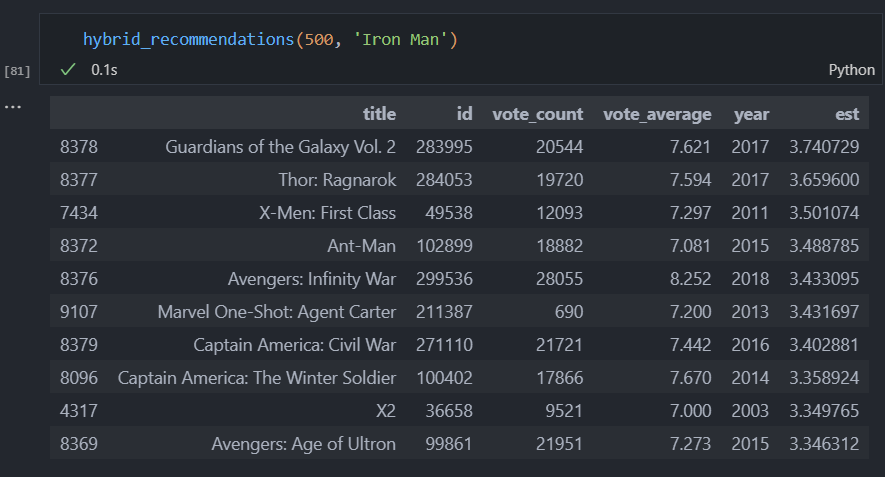 hybrid_recommendations(500, 'Iron Man')
[81] ✓ 0.1s Python
...
title id vote_count vote_average year est
8378 Guardians of the Galaxy Vol. 2 283995 20544 7.621 2017 3.740729
8377 Thor: Ragnarok 284053 19720 7.594 2017 3.659600
7434 X-Men: First Class 49538 12093 7.297 2011 3.501074
8372 Ant-Man 102899 18882 7.081 2015 3.488785
8376 Avengers: Infinity War 299536 28055 8.252 2018 3.433095
9107 Marvel One-Shot: Agent Carter 211387 690 7.200 2013 3.431697
8379 Captain America: Civil War 271110 21721 7.442 2016 3.402881
8096 Captain America: The Winter Soldier 100402 17866 7.670 2014 3.358924
4317 X2 36658 9521 7.000 2003 3.349765
8369 Avengers: Age of Ultron 99861 21951 7.273 2015 3.346312